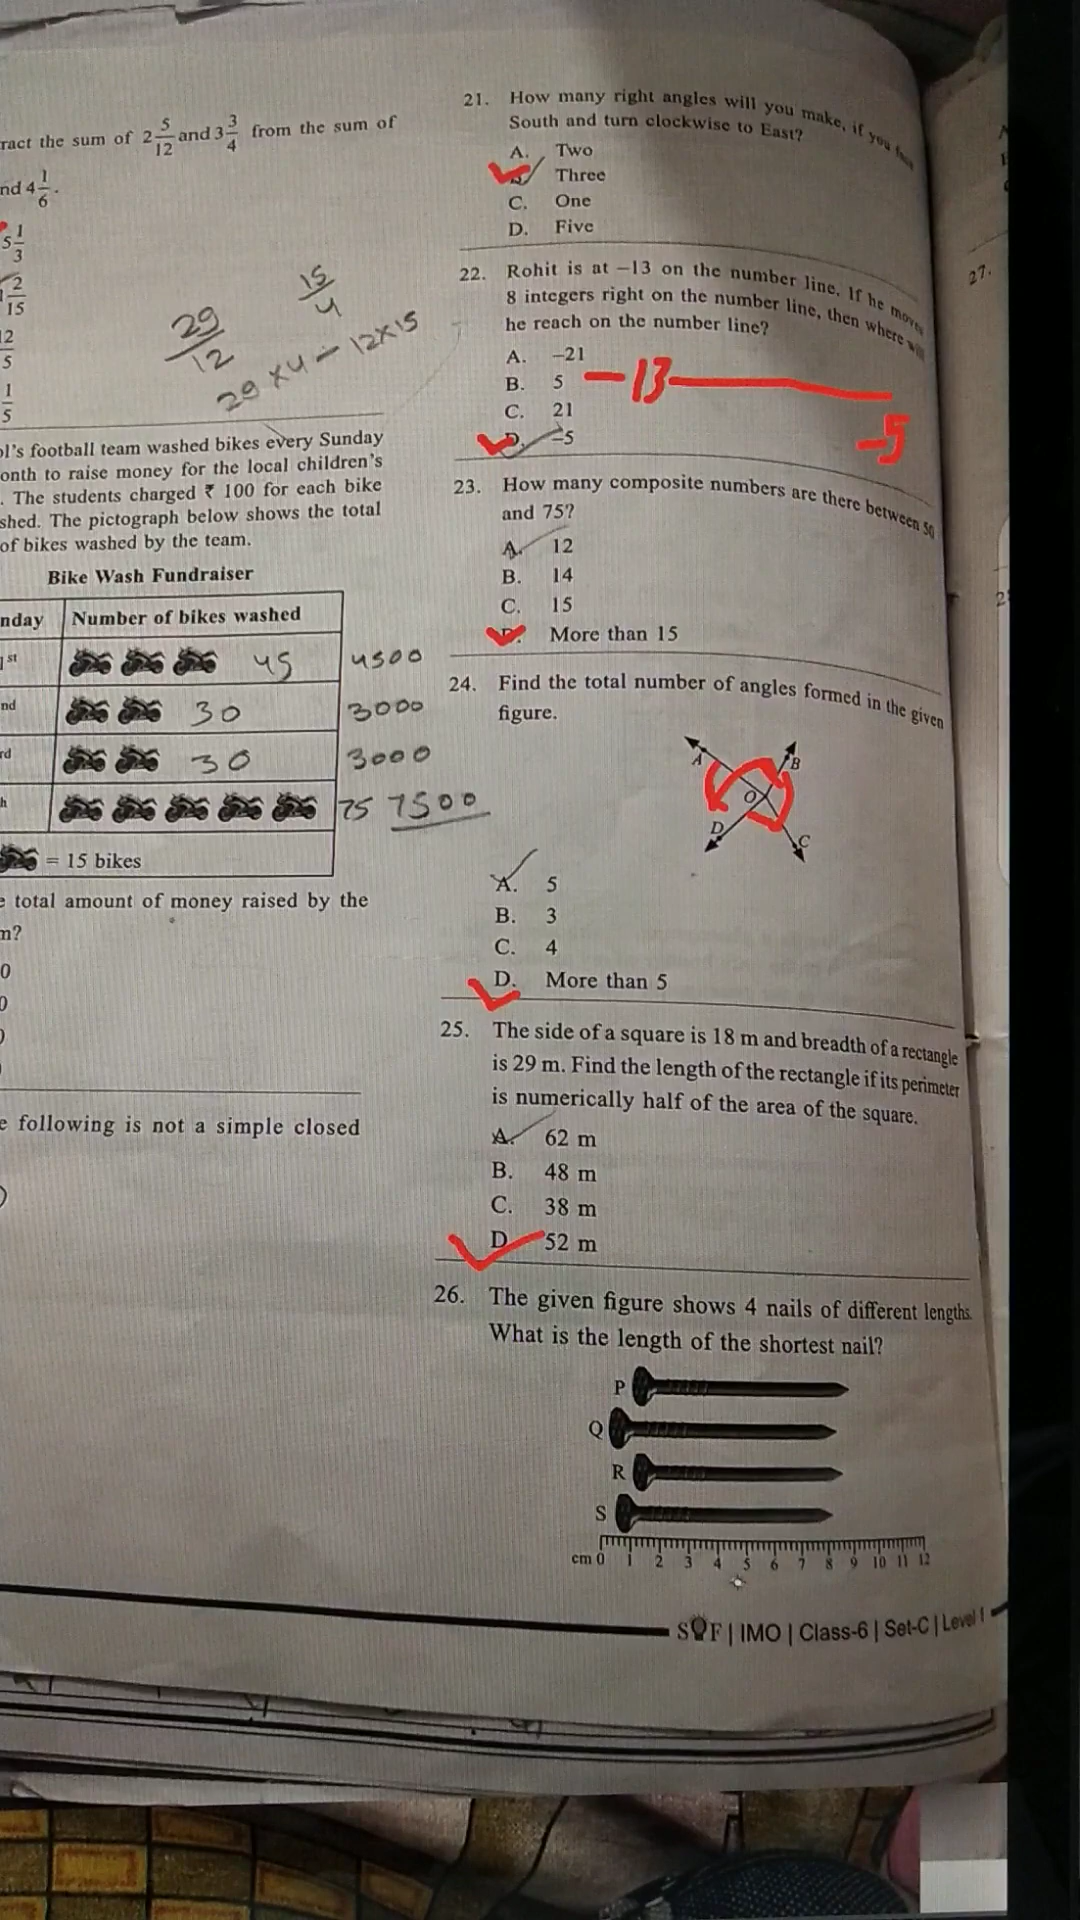 ract the sum of 2 5/12 and 3 3/4 from the sum of
nd 4 1/6.
5 1/3
2/15
12/5
1/5
29/12
15/4
29 × 4 - 12 × 15
ol's football team washed bikes every Sunday
onth to raise money for the local children's
. The students charged ₹ 100 for each bike
shed. The pictograph below shows the total
of bikes washed by the team.
Bike Wash Fundraiser
nday Number of bikes washed
1st 45 4500
nd 30 3000
rd 30 3000
h 75 7500
= 15 bikes
e total amount of money raised by the
m?
0
0
e following is not a simple closed
21. How many right angles will you make, if you face
South and turn clockwise to East?
A. Two
Three
C. One
D. Five
22. Rohit is at –13 on the number line. If he moves
8 integers right on the number line, then where will
he reach on the number line?
A. –21
B. 5
C. 21
D. –5
-13
-5
23. How many composite numbers are there between 50
and 75?
A. 12
B. 14
C. 15
D. More than 15
24. Find the total number of angles formed in the given
figure.
A B
O
D C
A. 5
B. 3
C. 4
D. More than 5
25. The side of a square is 18 m and breadth of a rectangle
is 29 m. Find the length of the rectangle if its perimeter
is numerically half of the area of the square.
A. 62 m
B. 48 m
C. 38 m
D 52 m
26. The given figure shows 4 nails of different lengths.
What is the length of the shortest nail?
P
Q
R
S
cm 0 1 2 3 4 5 6 7 8 9 10 11 12
27.
SOF | IMO | Class-6 | Set-C | Level 1